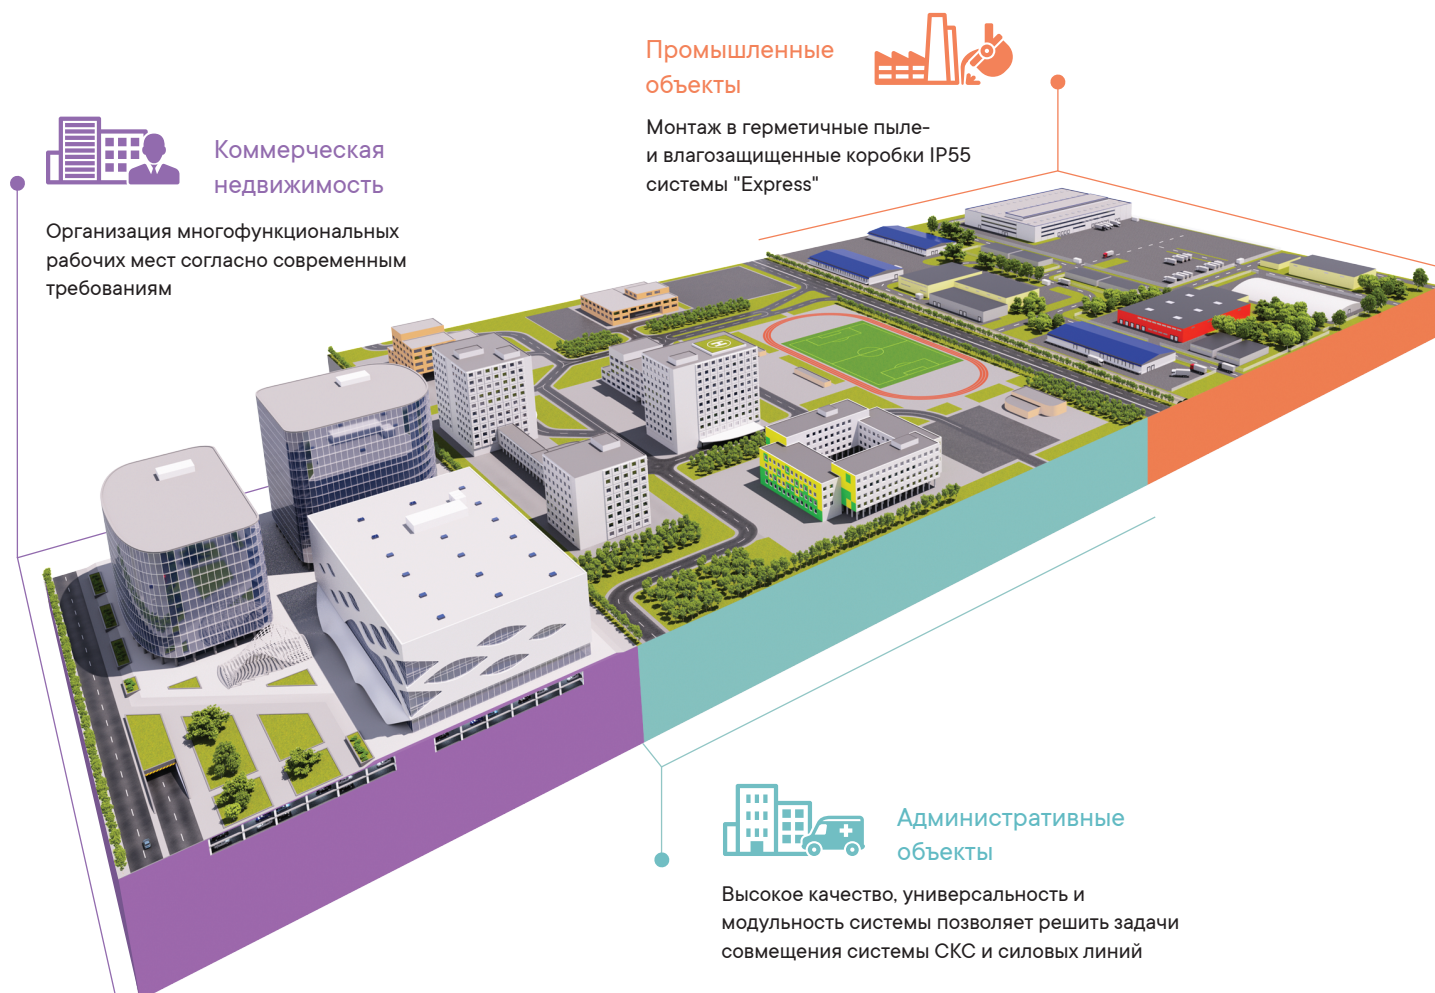 Промышленные
объекты
Монтаж в герметичные пыле-
и влагозащищенные коробки IP55
системы "Express"
Коммерческая
недвижимость
Организация многофункциональных
рабочих мест согласно современным
требованиям
Административные
объекты
Высокое качество, универсальность и
модульность системы позволяет решить задачи
совмещения системы СКС и силовых линий